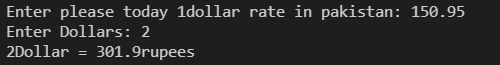 Enter please today 1dollar rate in pakistan: 150.95
Enter Dollars: 2
2Dollar = 301.9rupees